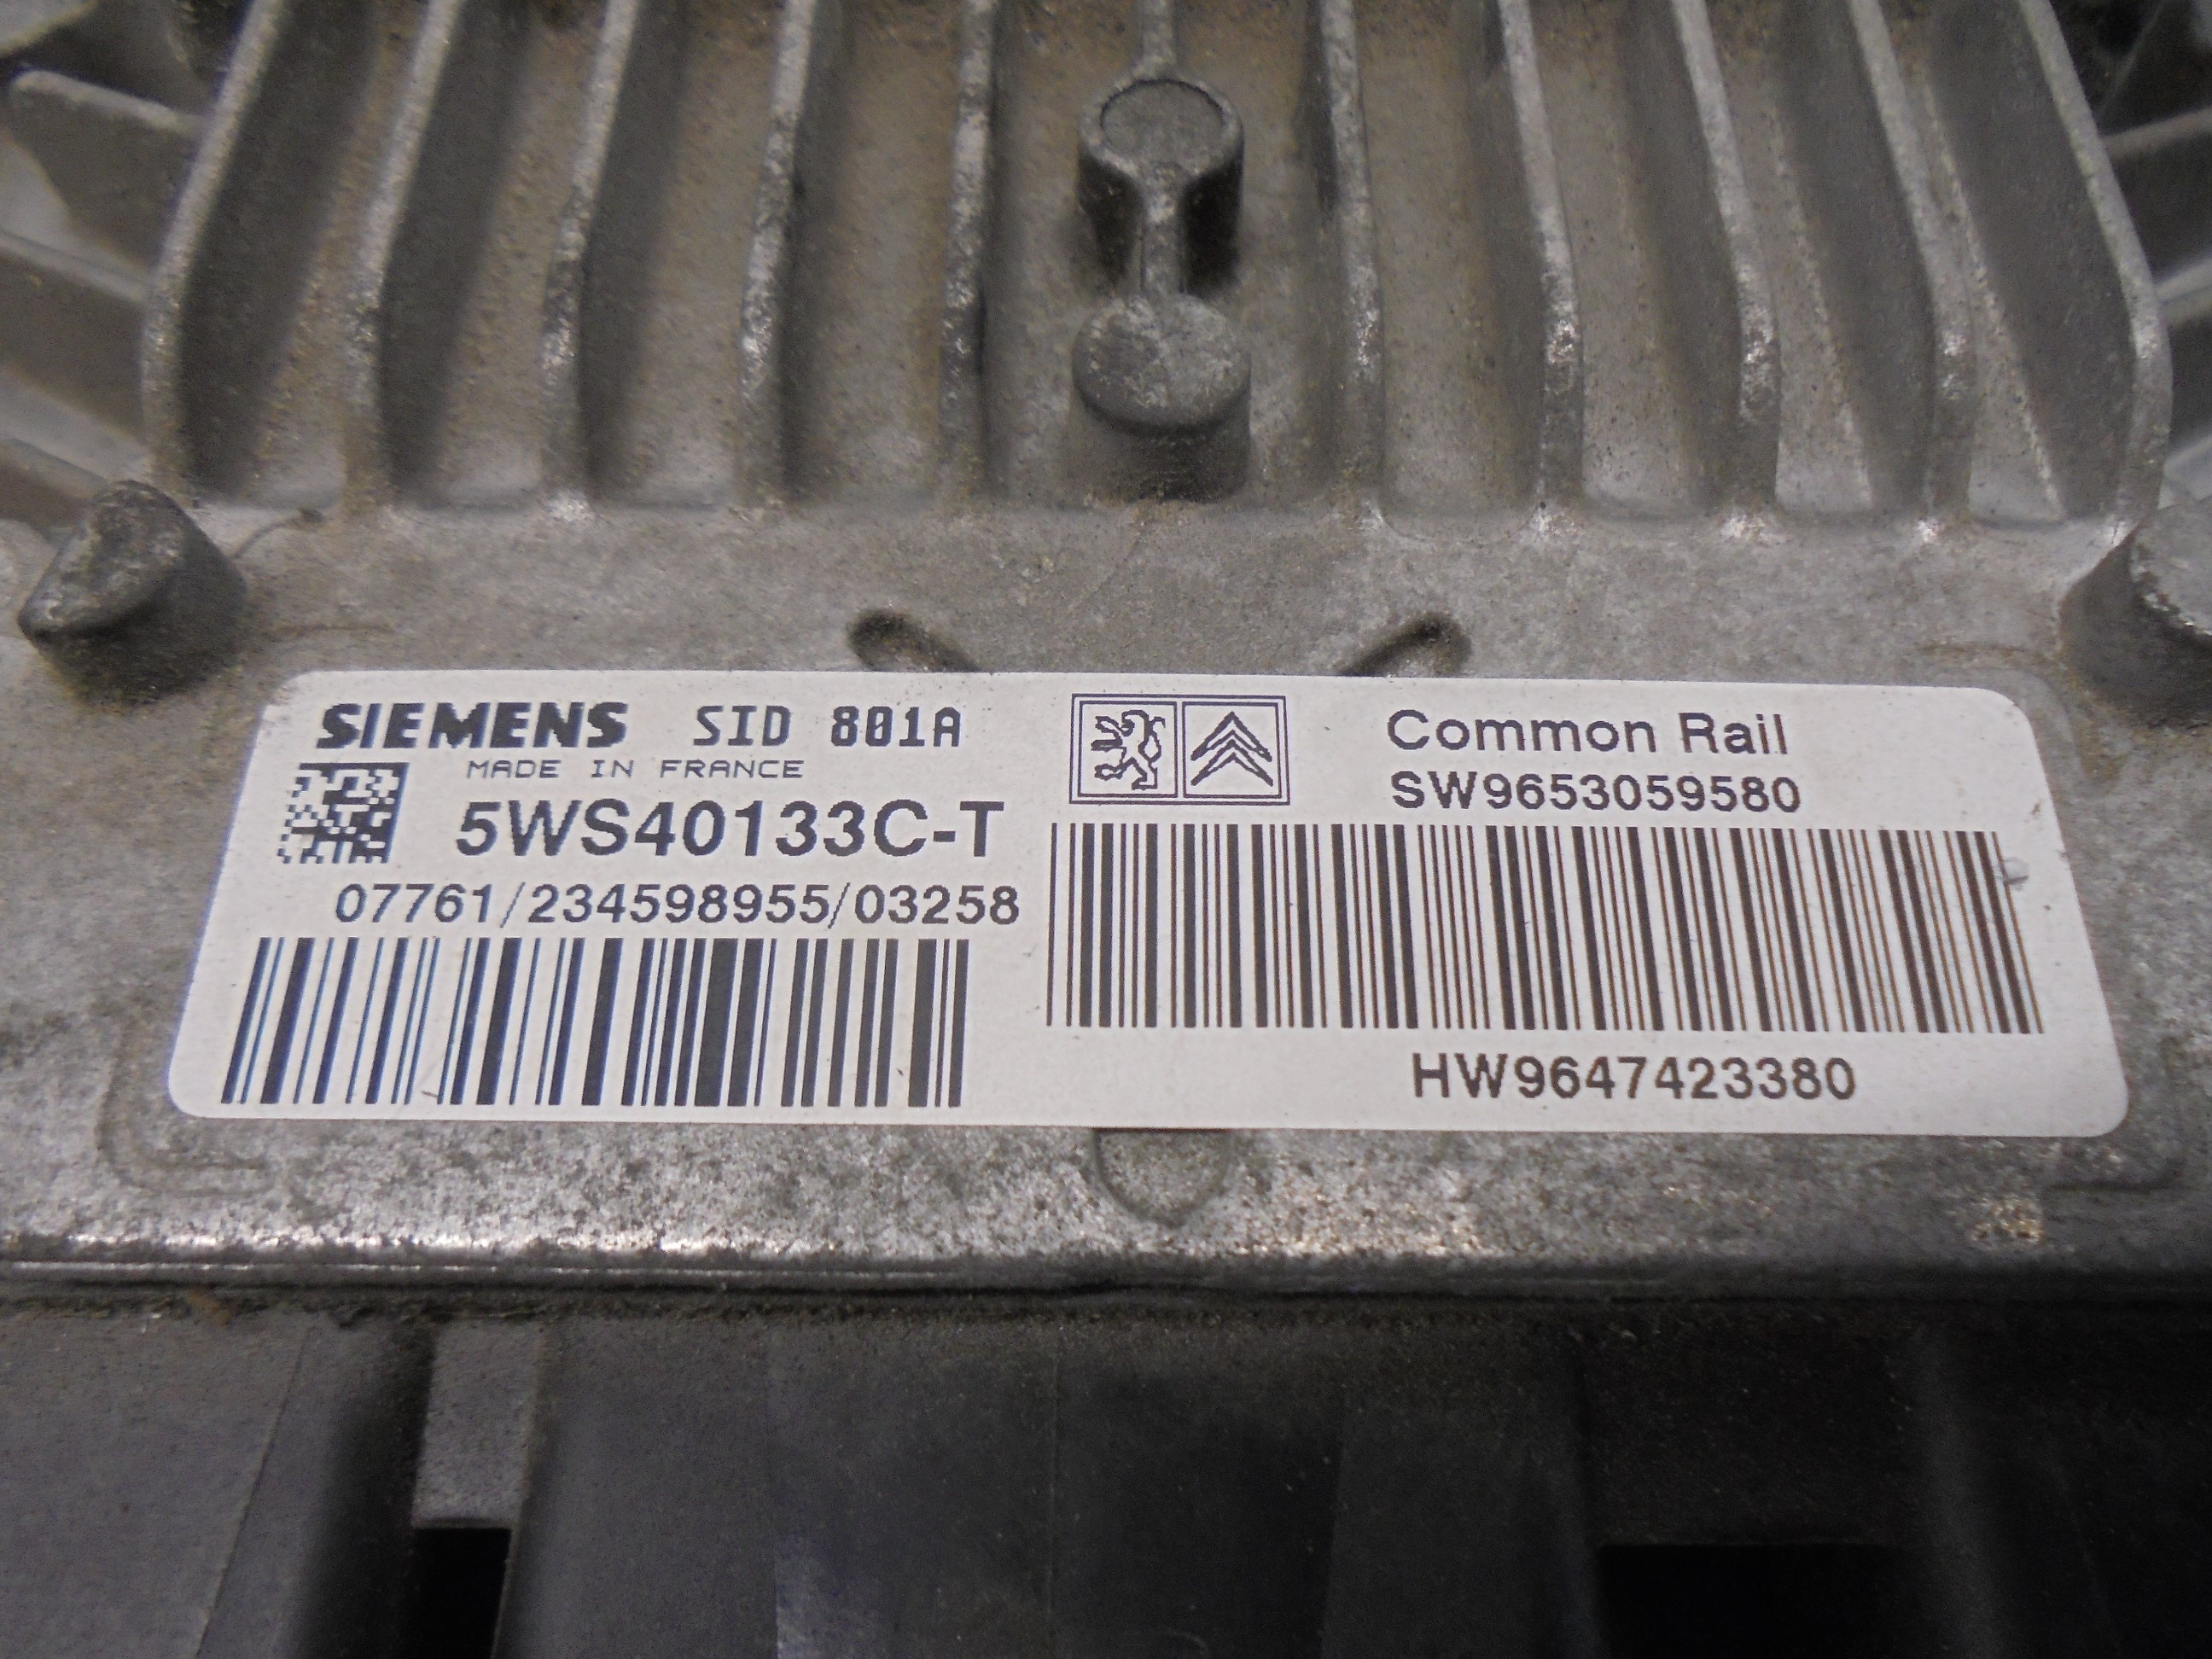 SIEMENS SID 801A
MADE IN FRANCE
5WS40133C-T
07761/234598955/03258
Common Rail
SW9653059580
HW9647423380